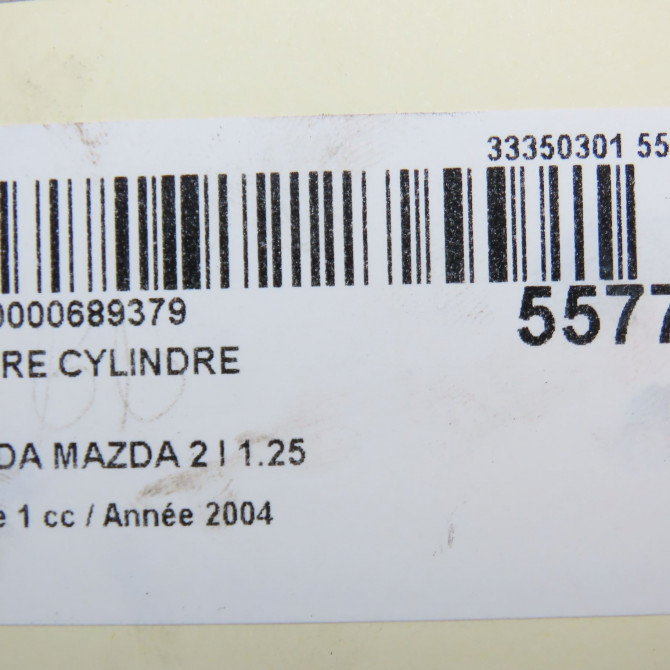 33350301 55
0000689379
5577
RE CYLINDRE
DA MAZDA 2 I 1.25
e 1 cc / Année 2004